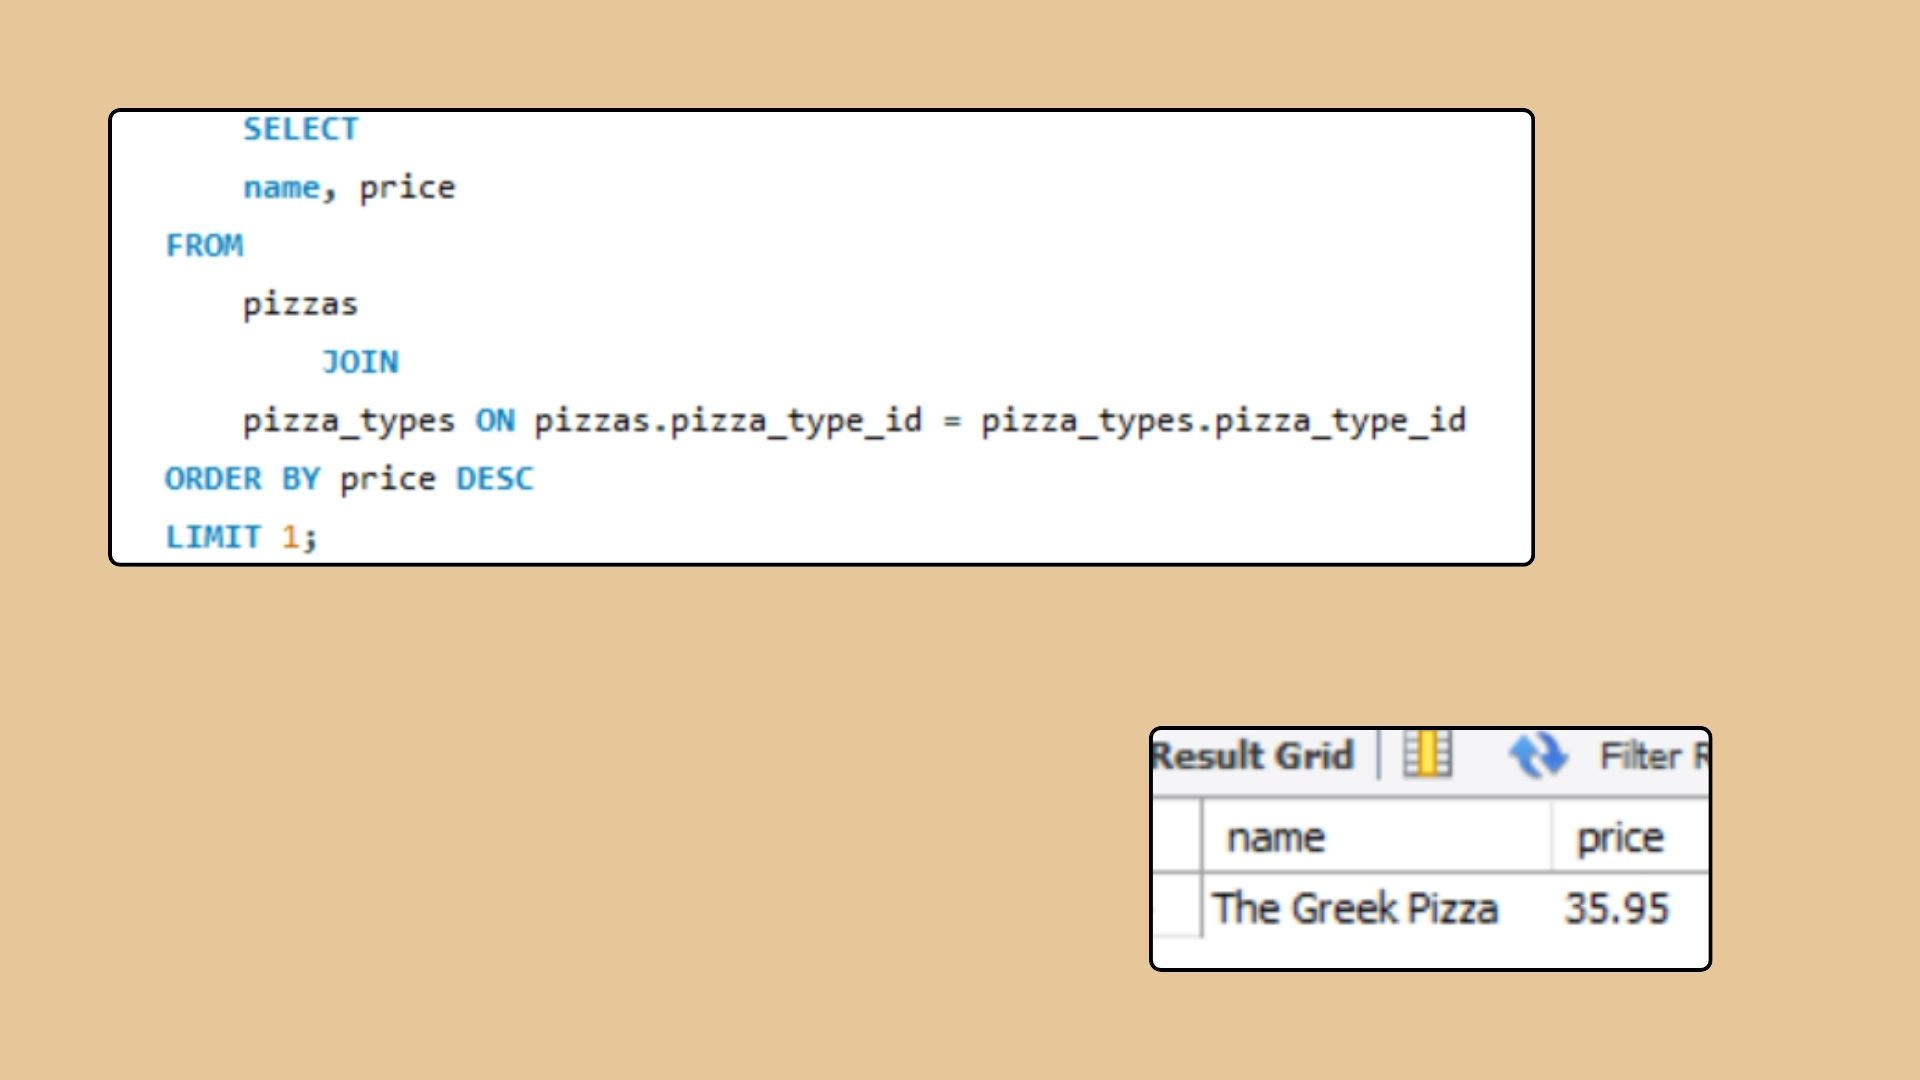 SELECT
name, price
FROM
pizzas
JOIN
pizza_types ON pizzas.pizza_type_id = pizza_types.pizza_type_id
ORDER BY price DESC
LIMIT 1;
Result Grid Filter R
name price
The Greek Pizza 35.95